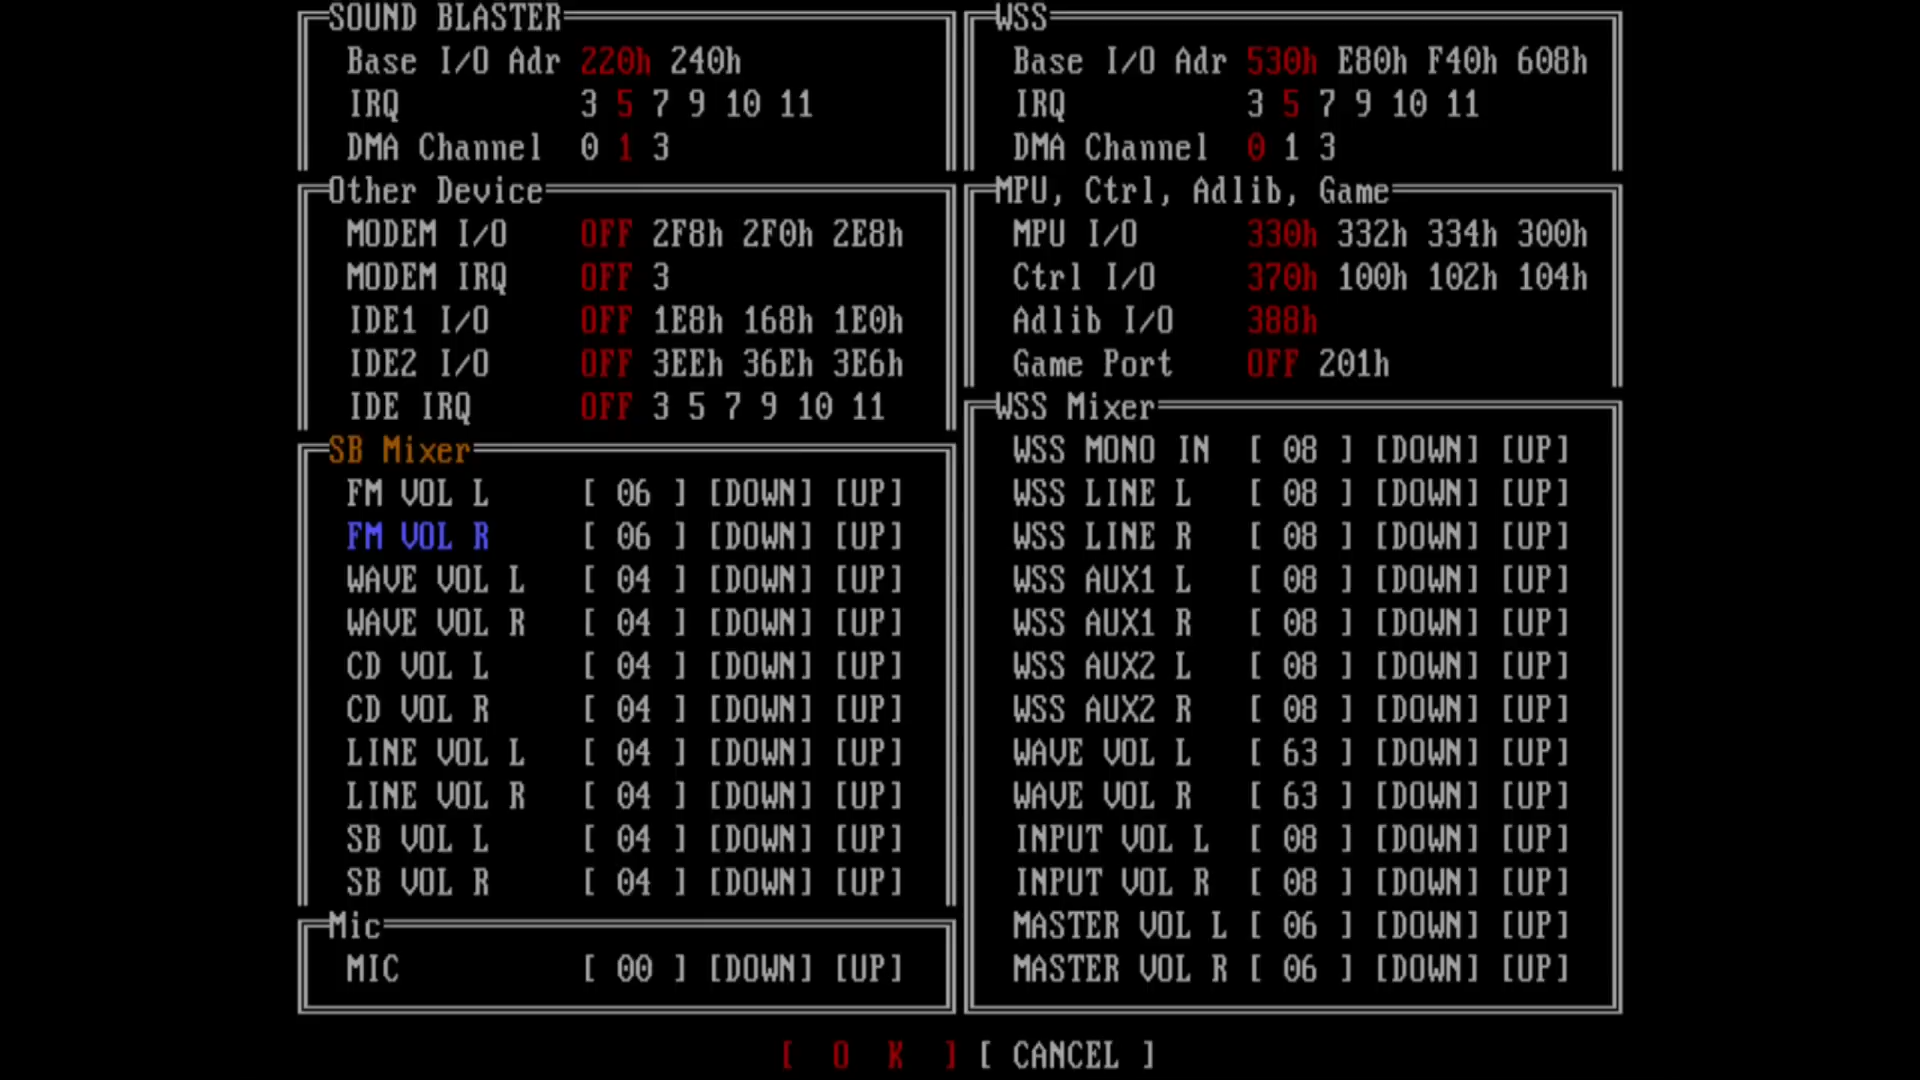 SOUND BLASTER
Base I/O Adr 220h 240h
IRQ 3 5 7 9 10 11
DMA Channel 0 1 3
Other Device
MODEM I/O OFF 2F8h 2F0h 2E8h
MODEM IRQ OFF 3
IDE1 I/O OFF 1E8h 168h 1E0h
IDE2 I/O OFF 3EEh 36Eh 3E6h
IDE IRQ OFF 3 5 7 9 10 11
SB Mixer
FM VOL L [ 06 ] [DOWN] [UP]
FM VOL R [ 06 ] [DOWN] [UP]
WAVE VOL L [ 04 ] [DOWN] [UP]
WAVE VOL R [ 04 ] [DOWN] [UP]
CD VOL L [ 04 ] [DOWN] [UP]
CD VOL R [ 04 ] [DOWN] [UP]
LINE VOL L [ 04 ] [DOWN] [UP]
LINE VOL R [ 04 ] [DOWN] [UP]
SB VOL L [ 04 ] [DOWN] [UP]
SB VOL R [ 04 ] [DOWN] [UP]
Mic
MIC [ 00 ] [DOWN] [UP]
WSS
Base I/O Adr 530h E80h F40h 608h
IRQ 3 5 7 9 10 11
DMA Channel 0 1 3
MPU, Ctrl, Adlib, Game
MPU I/O 330h 332h 334h 300h
Ctrl I/O 370h 100h 102h 104h
Adlib I/O 388h
Game Port OFF 201h
WSS Mixer
WSS MONO IN [ 08 ] [DOWN] [UP]
WSS LINE L [ 08 ] [DOWN] [UP]
WSS LINE R [ 08 ] [DOWN] [UP]
WSS AUX1 L [ 08 ] [DOWN] [UP]
WSS AUX1 R [ 08 ] [DOWN] [UP]
WSS AUX2 L [ 08 ] [DOWN] [UP]
WSS AUX2 R [ 08 ] [DOWN] [UP]
WAVE VOL L [ 63 ] [DOWN] [UP]
WAVE VOL R [ 63 ] [DOWN] [UP]
INPUT VOL L [ 08 ] [DOWN] [UP]
INPUT VOL R [ 08 ] [DOWN] [UP]
MASTER VOL L [ 06 ] [DOWN] [UP]
MASTER VOL R [ 06 ] [DOWN] [UP]
[ O K ] [ CANCEL ]